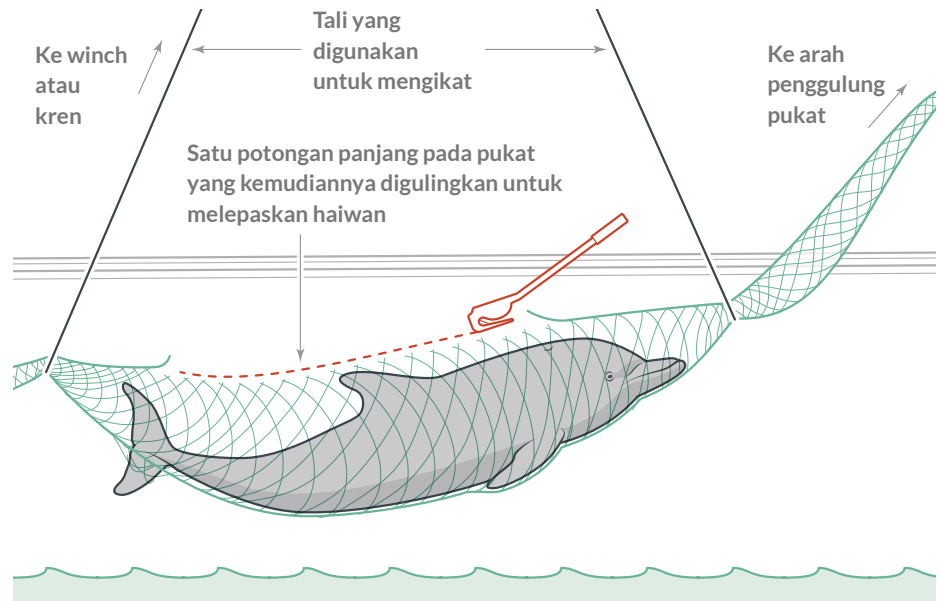 Ke winch
atau
kren
Tali yang
digunakan
untuk mengikat
Ke arah
penggulung
pukat
Satu potongan panjang pada pukat
yang kemudiannya digulingkan untuk
melepaskan haiwan